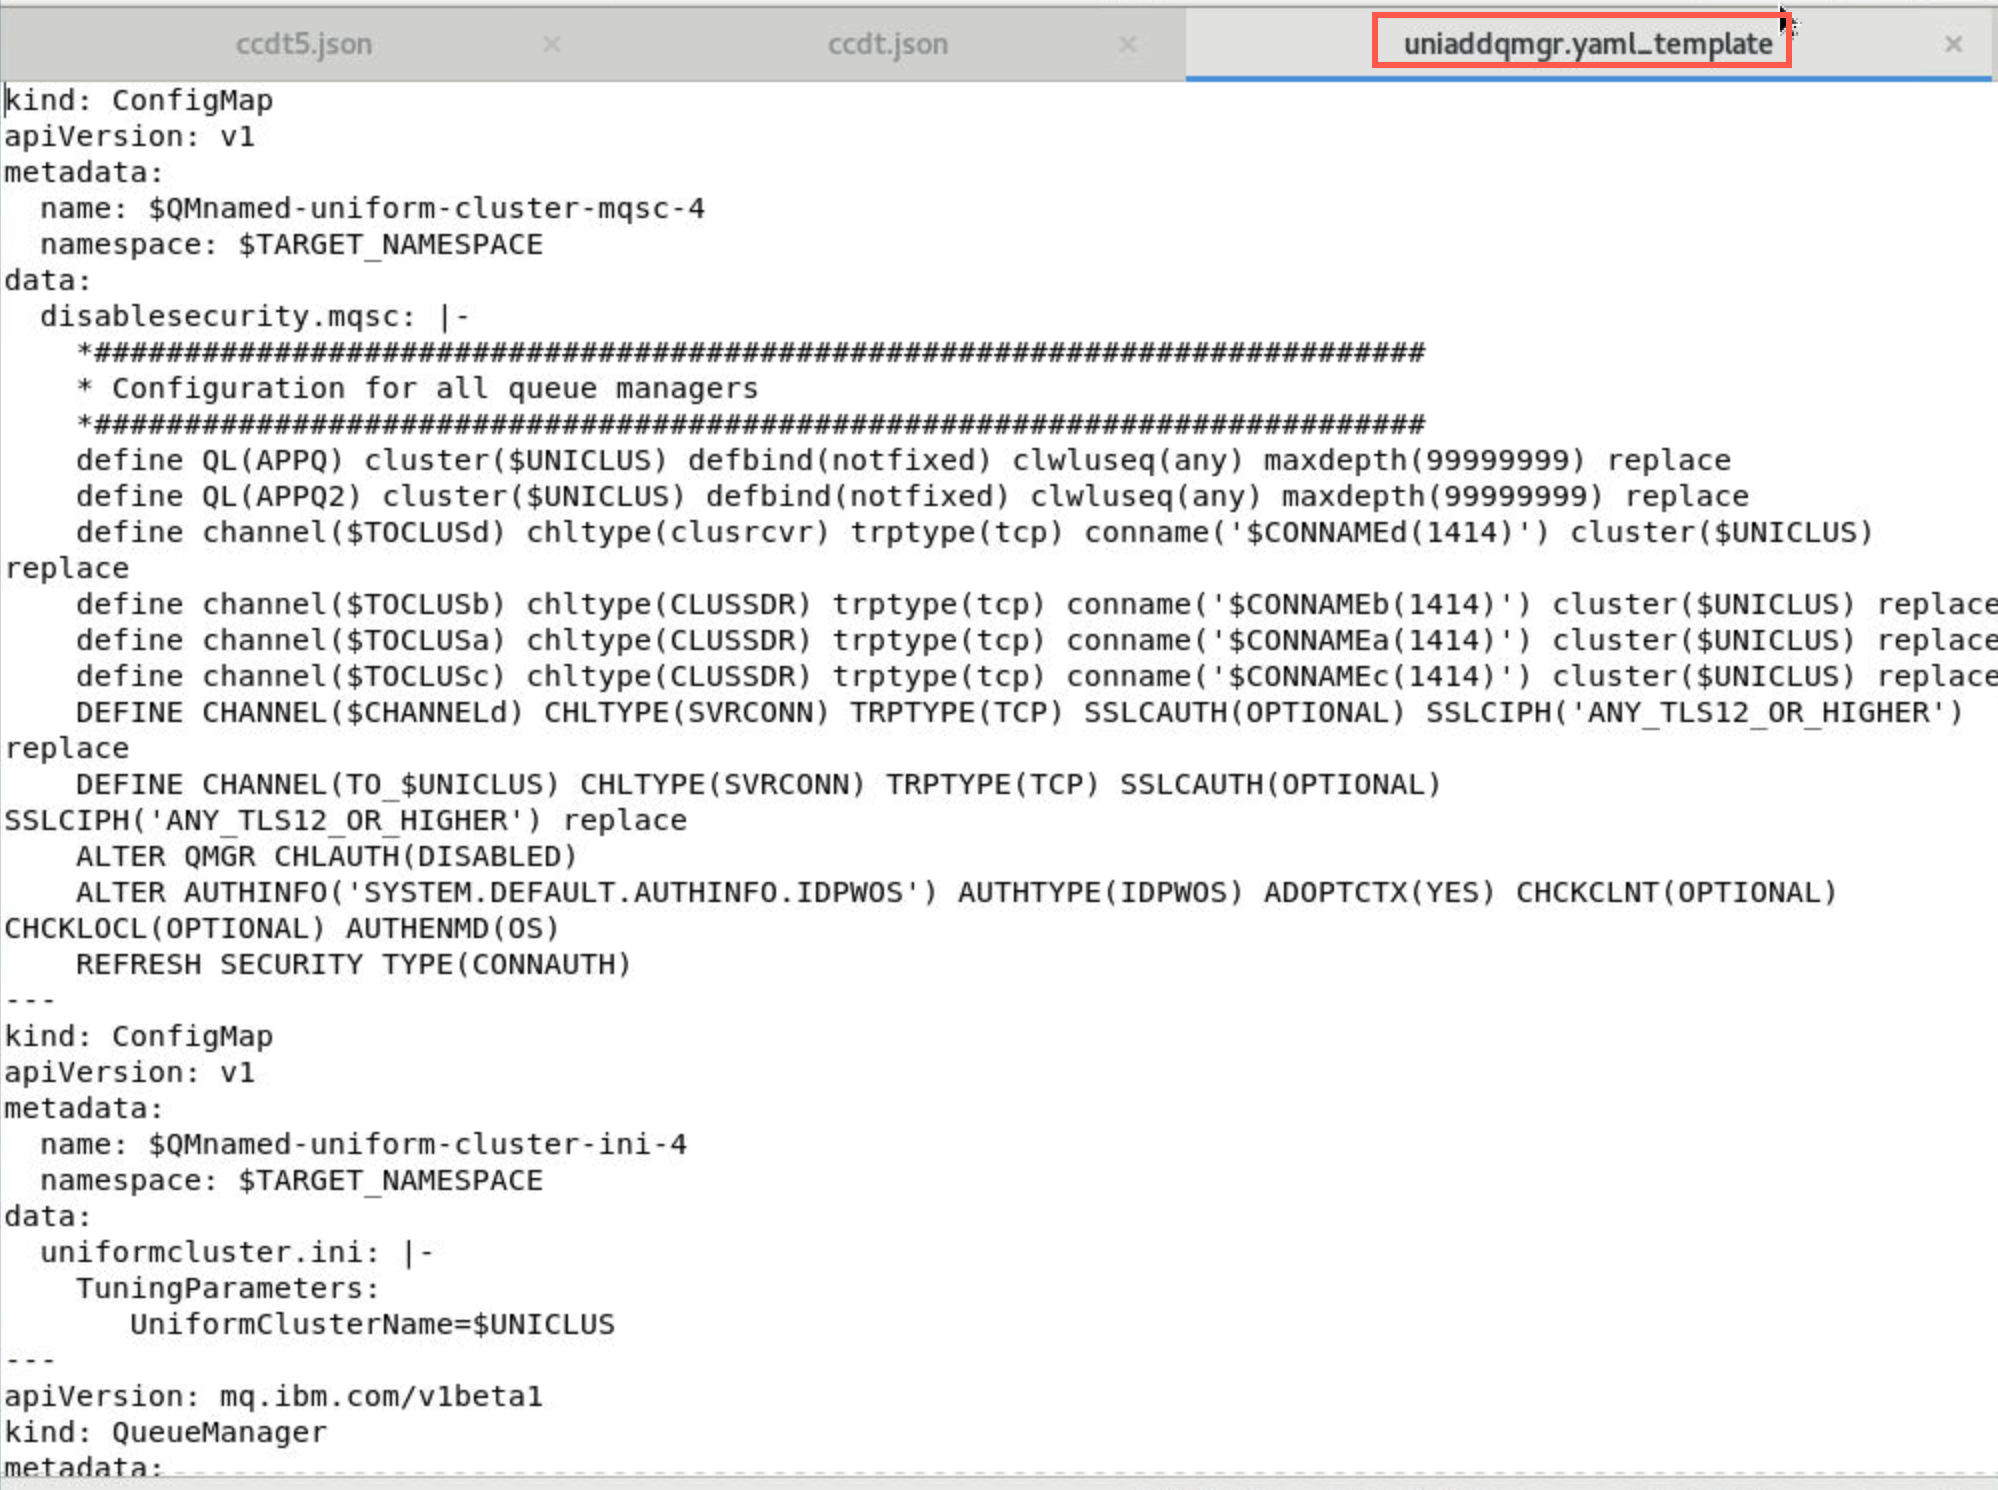 ccdt5.json × ccdt.json × uniaddqmgr.yaml_template ×
kind: ConfigMap
apiVersion: v1
metadata:
  name: $QMnamed-uniform-cluster-mqsc-4
  namespace: $TARGET_NAMESPACE
data:
  disablesecurity.mqsc: |-
    *##########################################################################
    * Configuration for all queue managers
    *##########################################################################
    define QL(APPQ) cluster($UNICLUS) defbind(notfixed) clwluseq(any) maxdepth(99999999) replace
    define QL(APPQ2) cluster($UNICLUS) defbind(notfixed) clwluseq(any) maxdepth(99999999) replace
    define channel($TOCLUSd) chltype(clusrcvr) trptype(tcp) conname('$CONNAMEd(1414)') cluster($UNICLUS)
replace
    define channel($TOCLUSb) chltype(CLUSSDR) trptype(tcp) conname('$CONNAMEb(1414)') cluster($UNICLUS) replace
    define channel($TOCLUSa) chltype(CLUSSDR) trptype(tcp) conname('$CONNAMEa(1414)') cluster($UNICLUS) replace
    define channel($TOCLUSc) chltype(CLUSSDR) trptype(tcp) conname('$CONNAMEc(1414)') cluster($UNICLUS) replace
    DEFINE CHANNEL($CHANNELd) CHLTYPE(SVRCONN) TRPTYPE(TCP) SSLCAUTH(OPTIONAL) SSLCIPH('ANY_TLS12_OR_HIGHER')
replace
    DEFINE CHANNEL(TO_$UNICLUS) CHLTYPE(SVRCONN) TRPTYPE(TCP) SSLCAUTH(OPTIONAL)
SSLCIPH('ANY_TLS12_OR_HIGHER') replace
    ALTER QMGR CHLAUTH(DISABLED)
    ALTER AUTHINFO('SYSTEM.DEFAULT.AUTHINFO.IDPWOS') AUTHTYPE(IDPWOS) ADOPTCTX(YES) CHCKCLNT(OPTIONAL)
CHCKLOCL(OPTIONAL) AUTHENMD(OS)
    REFRESH SECURITY TYPE(CONNAUTH)
---
kind: ConfigMap
apiVersion: v1
metadata:
  name: $QMnamed-uniform-cluster-ini-4
  namespace: $TARGET_NAMESPACE
data:
  uniformcluster.ini: |-
    TuningParameters:
       UniformClusterName=$UNICLUS
---
apiVersion: mq.ibm.com/v1beta1
kind: QueueManager
metadata: